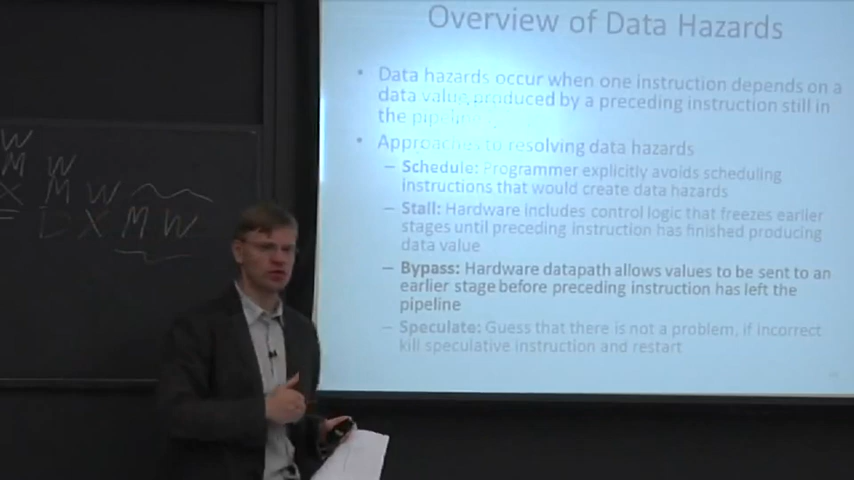 Overview of Data Hazards
• Data hazards occur when one instruction depends on a
data value produced by a preceding instruction still in
the pipeline
• Approaches to resolving data hazards
– Schedule: Programmer explicitly avoids scheduling
instructions that would create data hazards
– Stall: Hardware includes control logic that freezes earlier
stages until preceding instruction has finished producing
data value
– Bypass: Hardware datapath allows values to be sent to an
earlier stage before preceding instruction has left the
pipeline
– Speculate: Guess that there is not a problem, if incorrect
kill speculative instruction and restart
W
M W
X M W
D X M W